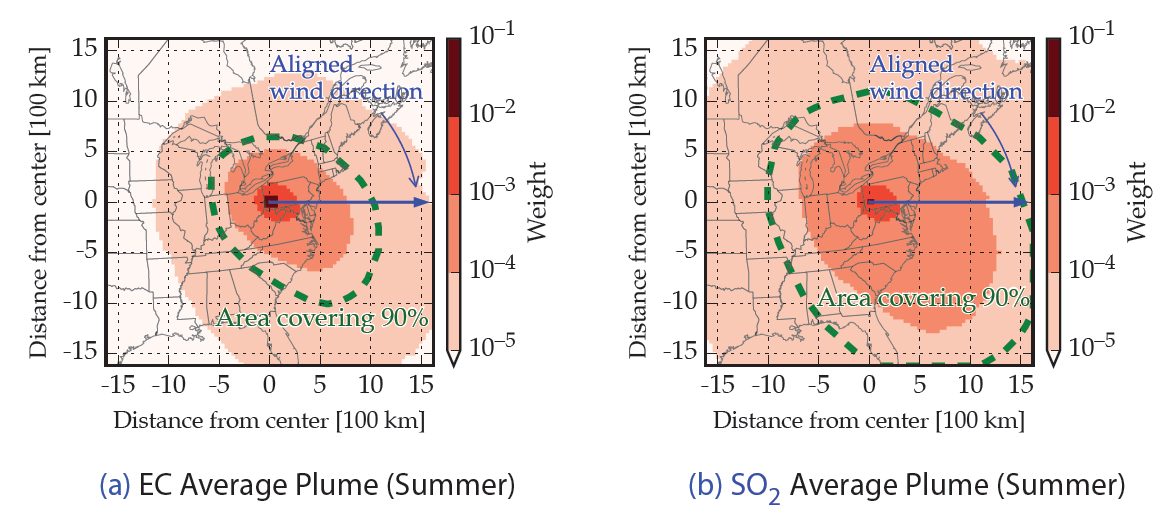 15
10
5
0
-5
-10
-15
Distance from center [100 km]
-15 -10 -5 0 5 10 15
Distance from center [100 km]
Aligned
wind direction
Area covering 90%
10⁻¹
10⁻²
10⁻³
10⁻⁴
10⁻⁵
Weight
(a) EC Average Plume (Summer)
15
10
5
0
-5
-10
-15
Distance from center [100 km]
-15 -10 -5 0 5 10 15
Distance from center [100 km]
Aligned
wind direction
Area covering 90%
10⁻¹
10⁻²
10⁻³
10⁻⁴
10⁻⁵
Weight
(b) SO₂ Average Plume (Summer)